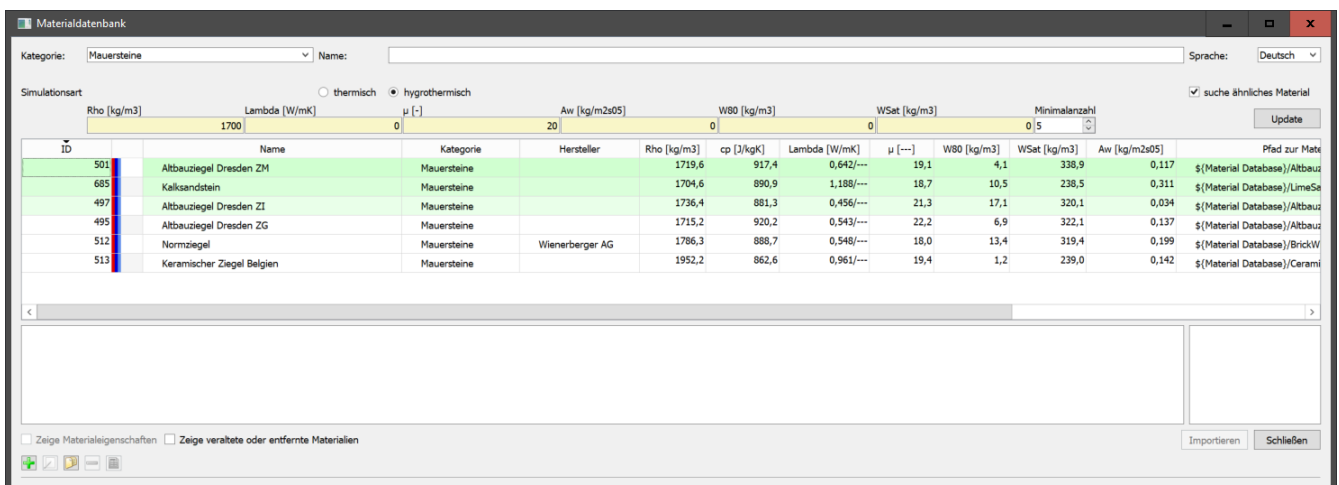 Materialdatenbank
Kategorie: Mauersteine Name: Sprache: Deutsch
Simulationsart thermisch hygrothermisch suche ähnliches Material
Rho [kg/m3] Lambda [W/mK] μ [-] Aw [kg/m2s05] W80 [kg/m3] WSat [kg/m3] Minimalanzahl
1700 0 20 0 0 0 5 Update
ID Name Kategorie Hersteller Rho [kg/m3] cp [J/kgK] Lambda [W/mK] μ [---] W80 [kg/m3] WSat [kg/m3] Aw [kg/m2s05] Pfad zur Mate
501 Altbauziegel Dresden ZM Mauersteine 1719,6 917,4 0,642/--- 19,1 4,1 338,9 0,117 ${Material Database}/Altbauz
685 Kalksandstein Mauersteine 1704,6 890,9 1,188/--- 18,7 10,5 238,5 0,311 ${Material Database}/LimeSa
497 Altbauziegel Dresden ZI Mauersteine 1736,4 881,3 0,456/--- 21,3 17,1 320,1 0,034 ${Material Database}/Altbauz
495 Altbauziegel Dresden ZG Mauersteine 1715,2 920,2 0,543/--- 22,2 6,9 322,1 0,137 ${Material Database}/Altbauz
512 Normziegel Mauersteine Wienerberger AG 1786,3 888,7 0,548/--- 18,0 13,4 319,4 0,199 ${Material Database}/BrickW
513 Keramischer Ziegel Belgien Mauersteine 1952,2 862,6 0,961/--- 19,4 1,2 239,0 0,142 ${Material Database}/Cerami
Zeige Materialeigenschaften Zeige veraltete oder entfernte Materialien Importieren Schließen